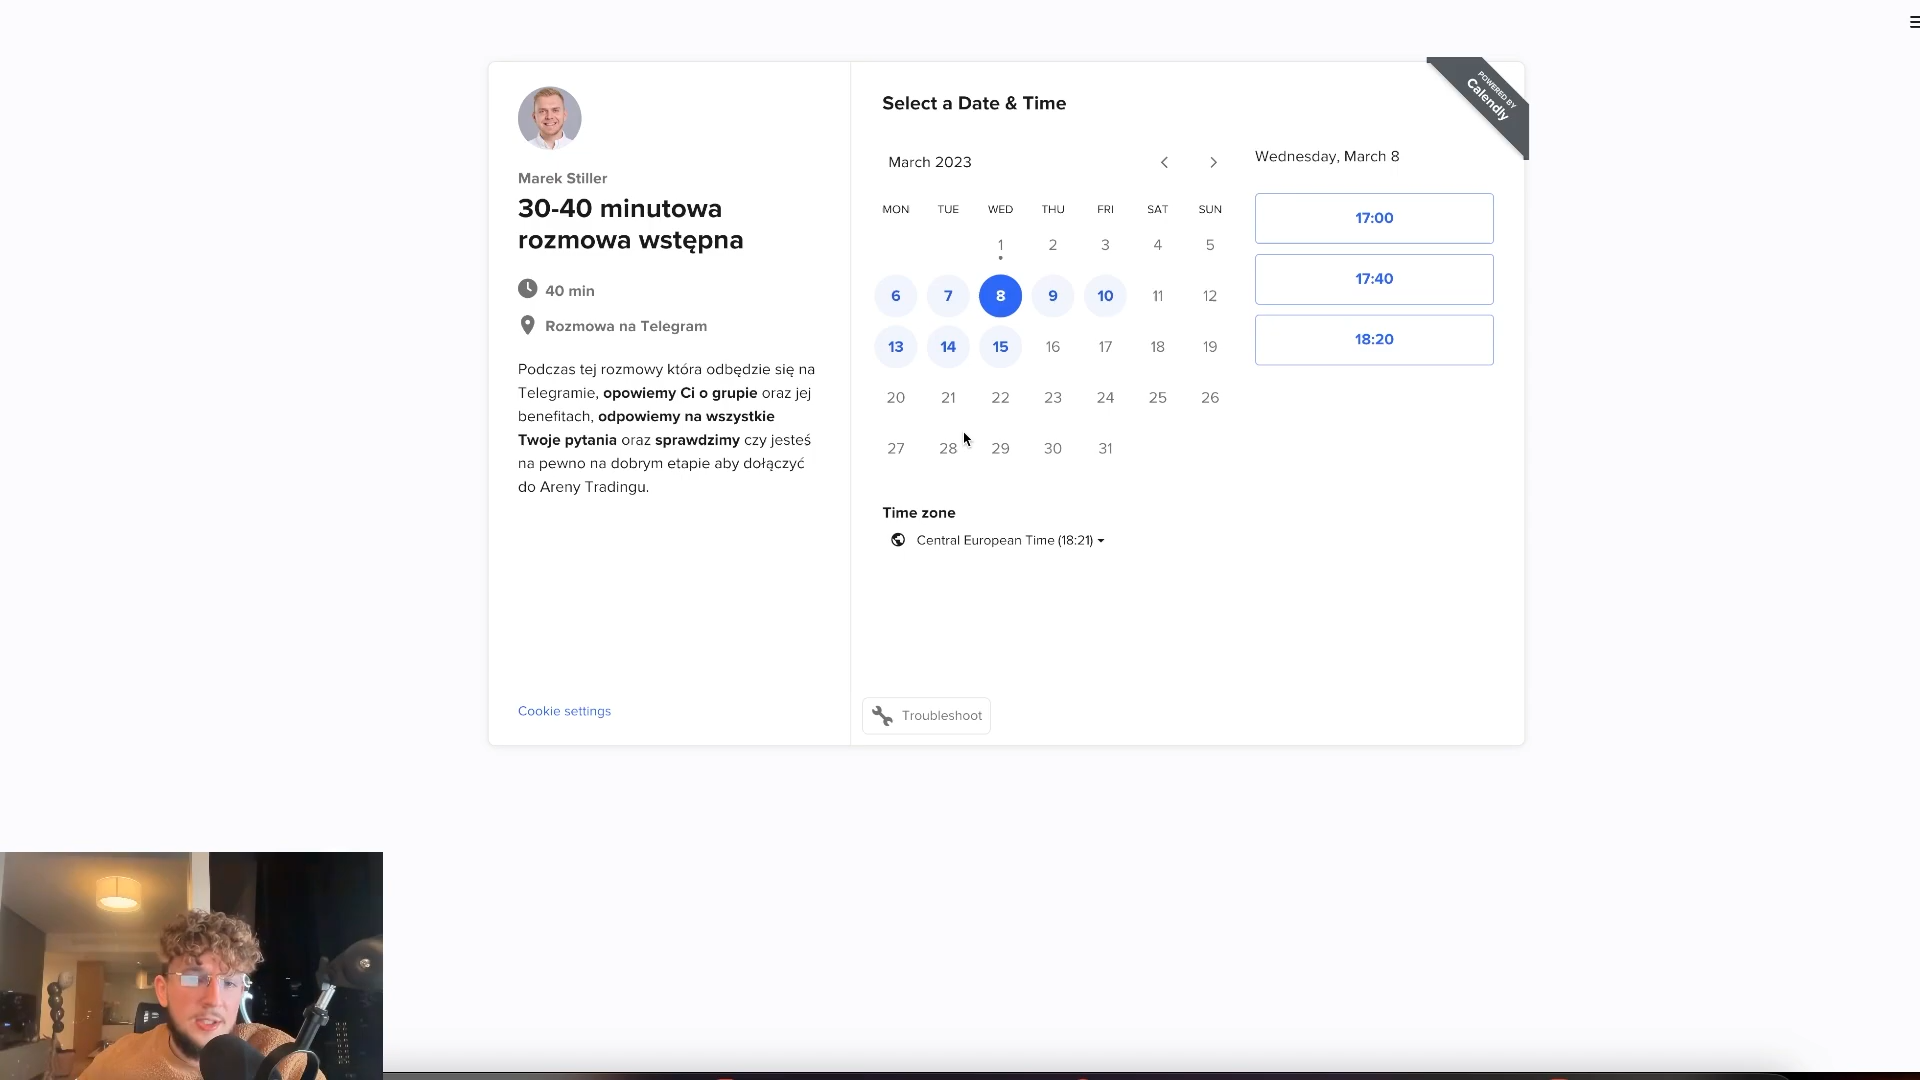 POWERED BY
Calendly
Marek Stiller
30-40 minutowa
rozmowa wstępna
40 min
Rozmowa na Telegram
Podczas tej rozmowy która odbędzie się na
Telegramie, opowiemy Ci o grupie oraz jej
benefitach, odpowiemy na wszystkie
Twoje pytania oraz sprawdzimy czy jesteś
na pewno na dobrym etapie aby dołączyć
do Areny Tradingu.
Cookie settings
Select a Date & Time
March 2023
MON TUE WED THU FRI SAT SUN
1 2 3 4 5
6 7 8 9 10 11 12
13 14 15 16 17 18 19
20 21 22 23 24 25 26
27 28 29 30 31
Time zone
Central European Time (18:21)
Troubleshoot
Wednesday, March 8
17:00
17:40
18:20